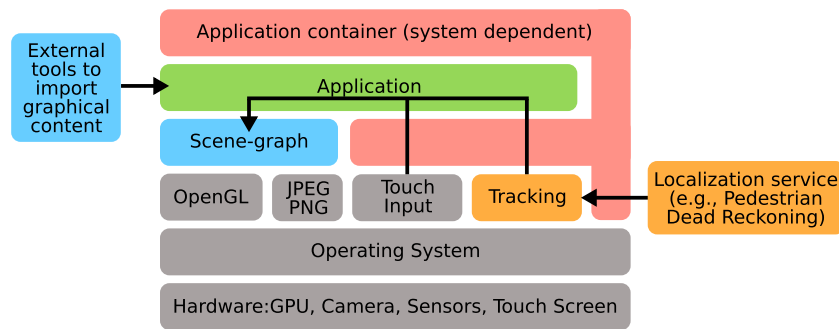 Application container (system dependent)
External
tools to
import
graphical
content
Application
Scene-graph
OpenGL
JPEG
PNG
Touch
Input
Tracking
Localization service
(e.g., Pedestrian
Dead Reckoning)
Operating System
Hardware:GPU, Camera, Sensors, Touch Screen